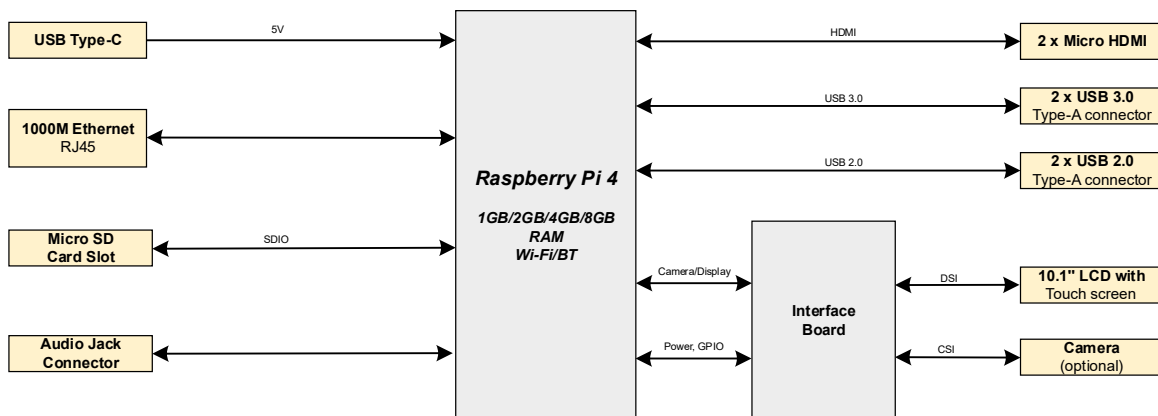 USB Type-C
5V
1000M Ethernet
RJ45
Micro SD
Card Slot
SDIO
Audio Jack
Connector
Raspberry Pi 4
1GB/2GB/4GB/8GB
RAM
Wi-Fi/BT
HDMI
2 x Micro HDMI
USB 3.0
2 x USB 3.0
Type-A connector
USB 2.0
2 x USB 2.0
Type-A connector
Camera/Display
Power, GPIO
Interface
Board
DSI
10.1" LCD with
Touch screen
CSI
Camera
(optional)